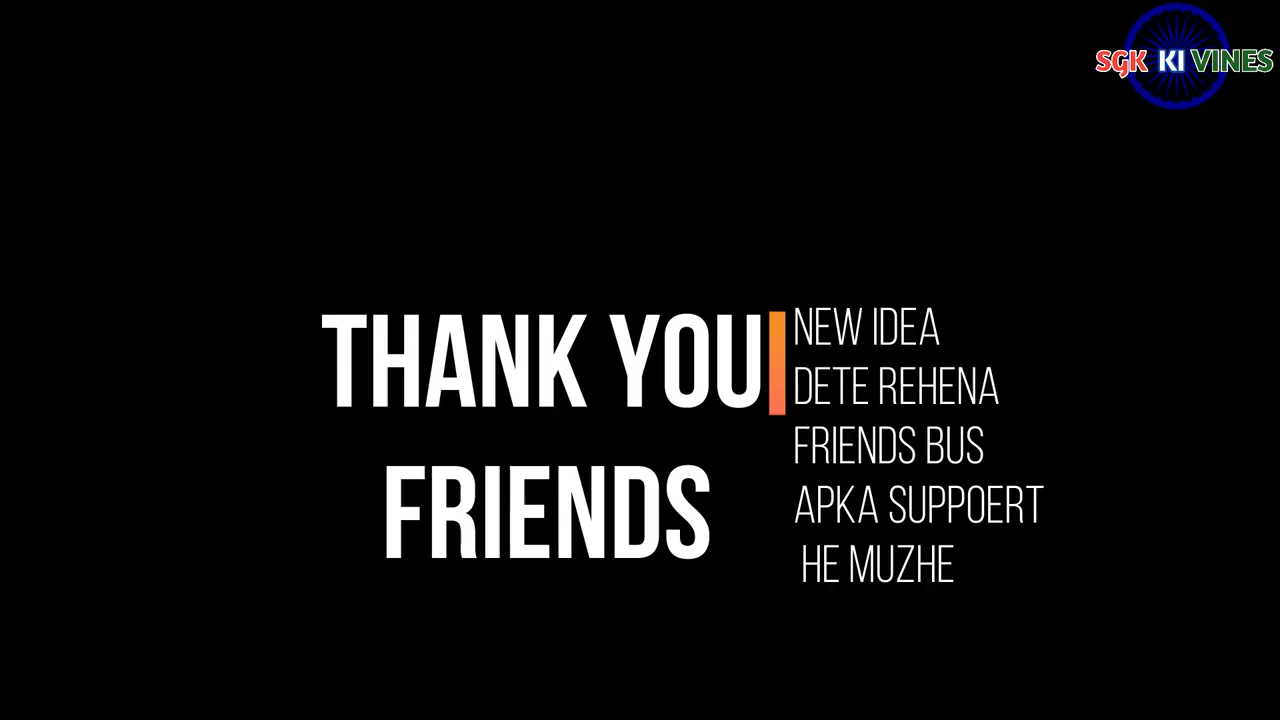 SGK KI VINES
THANK YOU
FRIENDS
NEW IDEA
DETE REHENA
FRIENDS BUS
APKA SUPPOERT
HE MUZHE